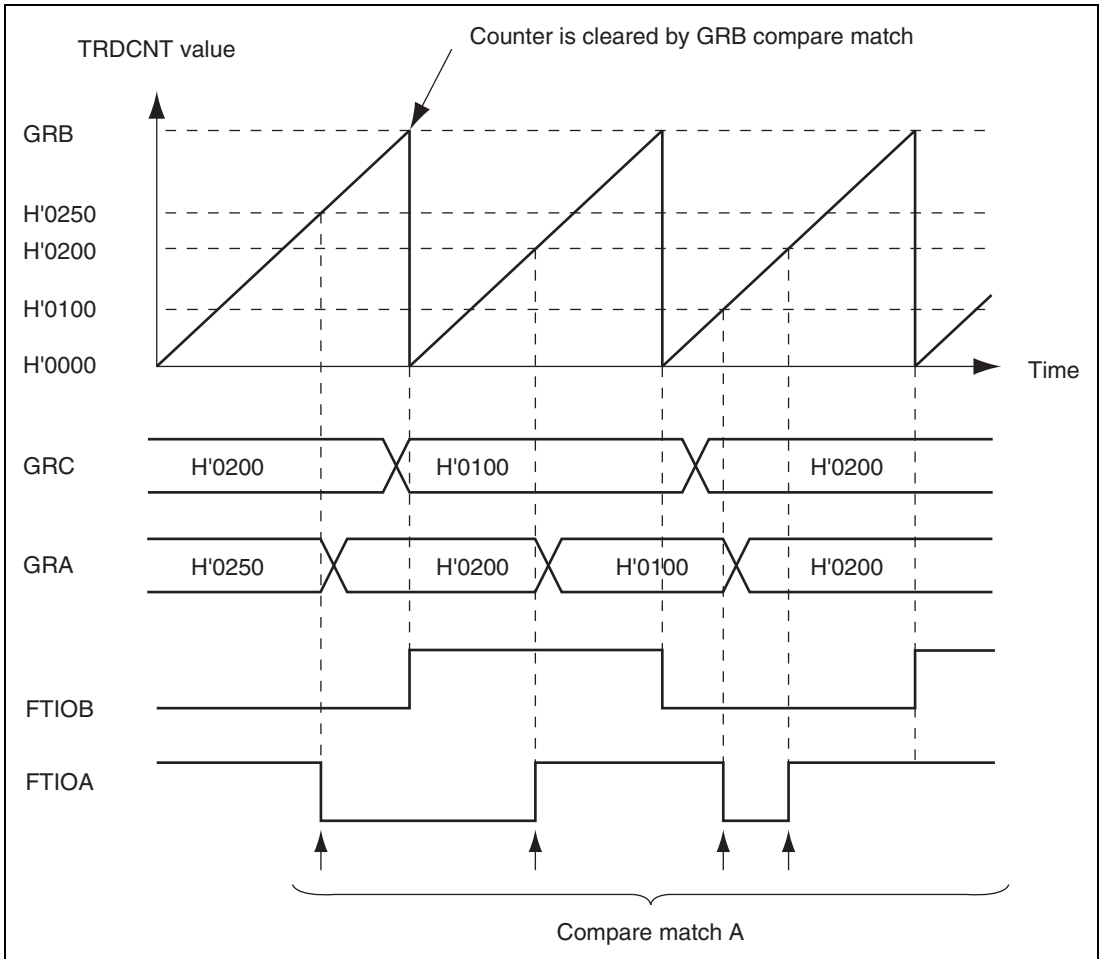 Counter is cleared by GRB compare match
TRDCNT value
GRB
H'0250
H'0200
H'0100
H'0000
Time
GRC
H'0200
H'0100
H'0200
GRA
H'0250
H'0200
H'0100
H'0200
FTIOB
FTIOA
Compare match A